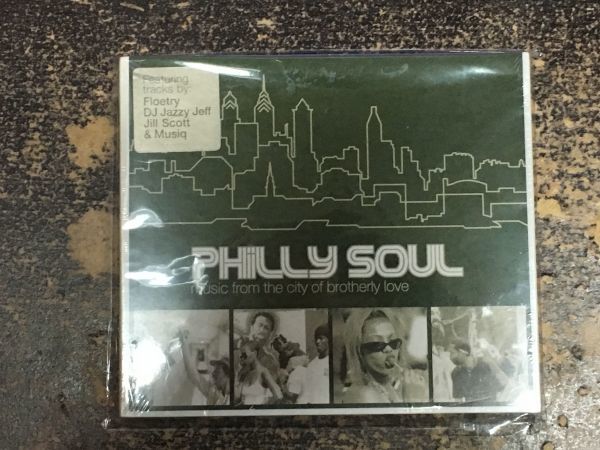 Featuring
tracks by:
Floetry
DJ Jazzy Jeff
Jill Scott
& Musiq
PHILLY SOUL
music from the city of brotherly love